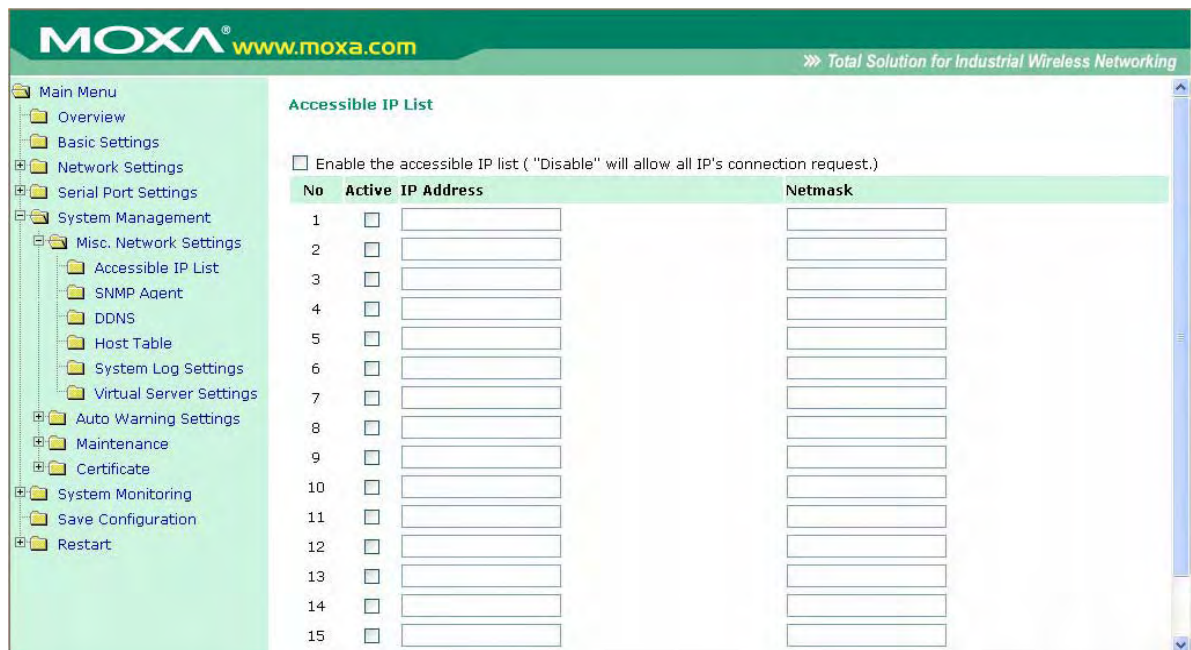 MOXA® www.moxa.com
Total Solution for Industrial Wireless Networking
Main Menu
Overview
Basic Settings
Network Settings
Serial Port Settings
System Management
Misc. Network Settings
Accessible IP List
SNMP Agent
DDNS
Host Table
System Log Settings
Virtual Server Settings
Auto Warning Settings
Maintenance
Certificate
System Monitoring
Save Configuration
Restart
Accessible IP List
Enable the accessible IP list ( "Disable" will allow all IP's connection request.)
No Active IP Address Netmask
1
2
3
4
5
6
7
8
9
10
11
12
13
14
15